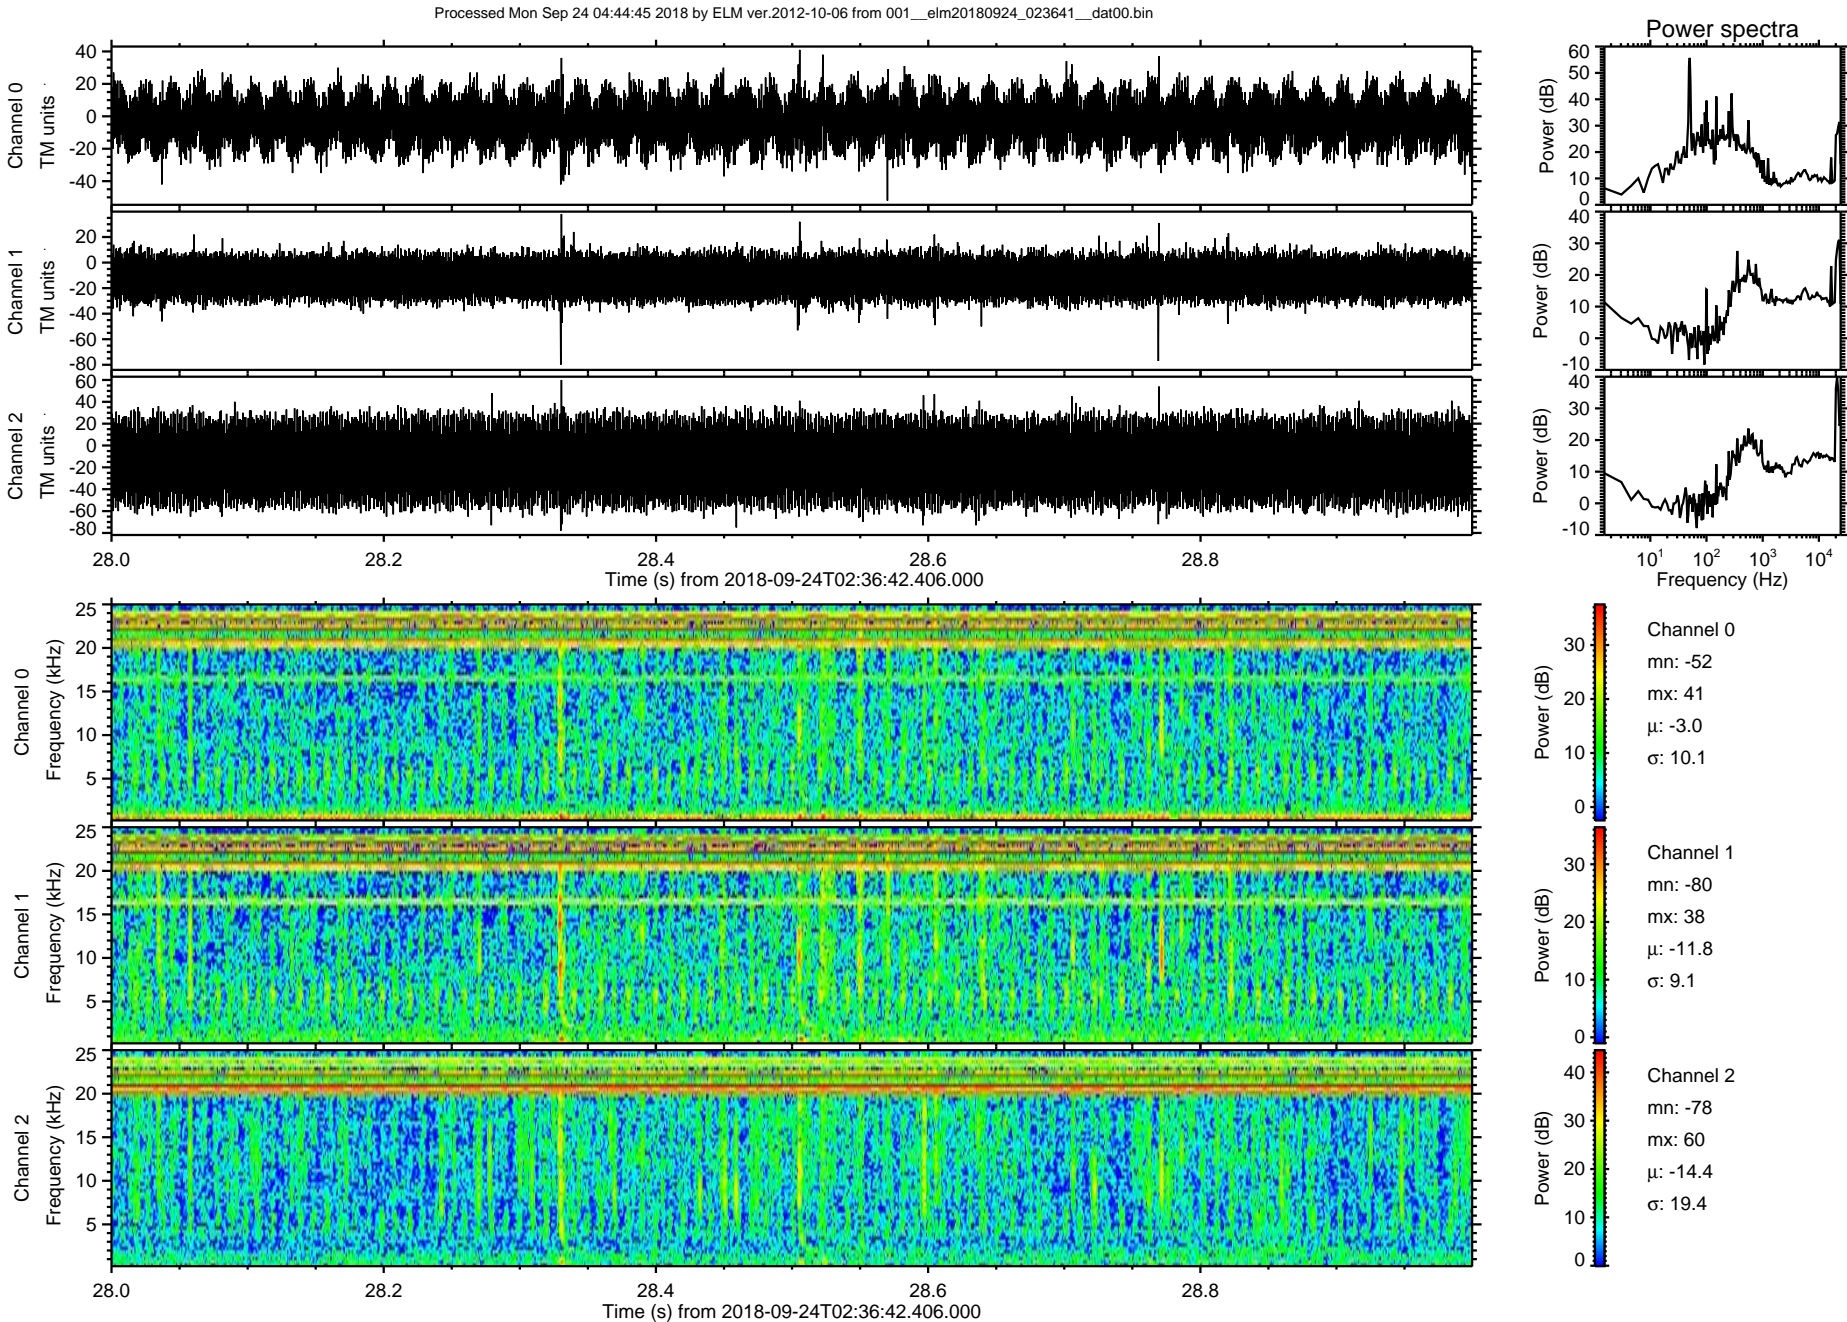 Processed Mon Sep 24 04:44:45 2018 by ELM ver.2012-10-06 from 001__elm20180924_023641__dat00.bin
Power spectra
Channel 0
TM units
40
20
0
-20
-40
Power (dB)
60
50
40
30
20
10
0
Channel 1
TM units
20
0
-20
-40
-60
-80
Power (dB)
40
30
20
10
0
-10
Channel 2
TM units
60
40
20
0
-20
-40
-60
-80
Power (dB)
40
30
20
10
0
-10
28.0 28.2 28.4 28.6 28.8
Time (s) from 2018-09-24T02:36:42.406.000
10¹ 10² 10³ 10⁴
Frequency (Hz)
Channel 0
Frequency (kHz)
25
20
15
10
5
Power (dB)
30
20
10
0
Channel 0
mn: -52
mx: 41
μ: -3.0
σ: 10.1
Channel 1
Frequency (kHz)
25
20
15
10
5
Power (dB)
30
20
10
0
Channel 1
mn: -80
mx: 38
μ: -11.8
σ: 9.1
Channel 2
Frequency (kHz)
25
20
15
10
5
Power (dB)
40
30
20
10
0
Channel 2
mn: -78
mx: 60
μ: -14.4
σ: 19.4
28.0 28.2 28.4 28.6 28.8
Time (s) from 2018-09-24T02:36:42.406.000